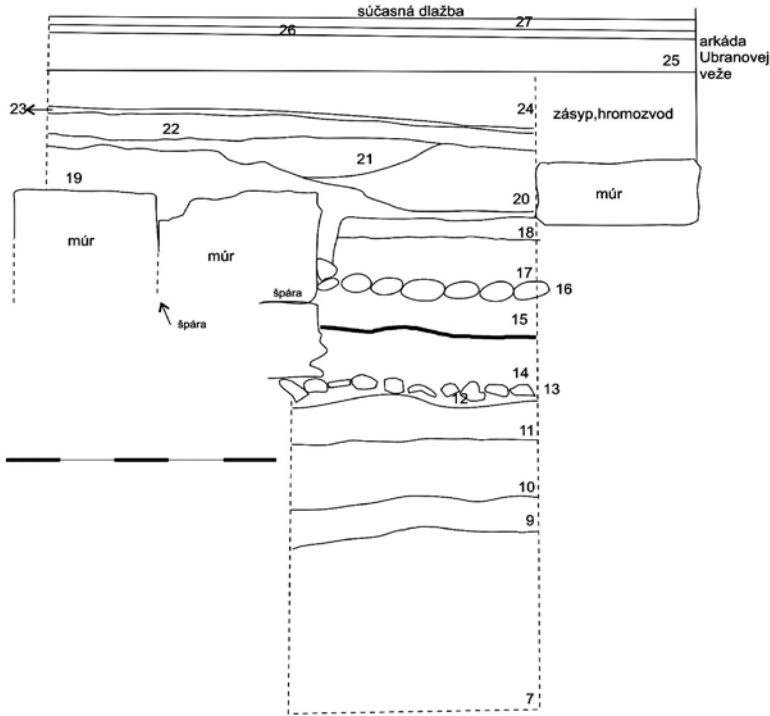 súčasná dlažba
27
26
arkáda
Ubranovej
veže
25
23
24
zásyp,hromozvod
22
21
19
20
múr
múr
múr
18
17
16
špára
špára
15
14
13
12
11
10
9
7